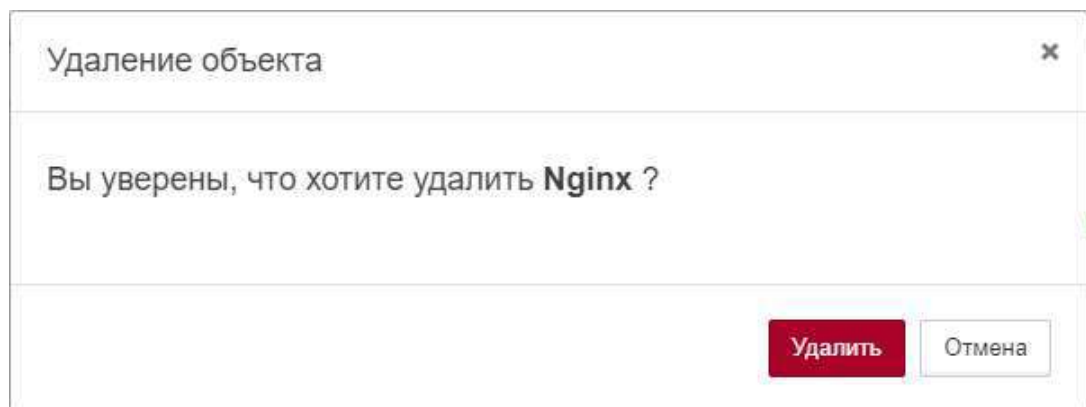 Удаление объекта
Вы уверены, что хотите удалить Nginx ?
Удалить Отмена